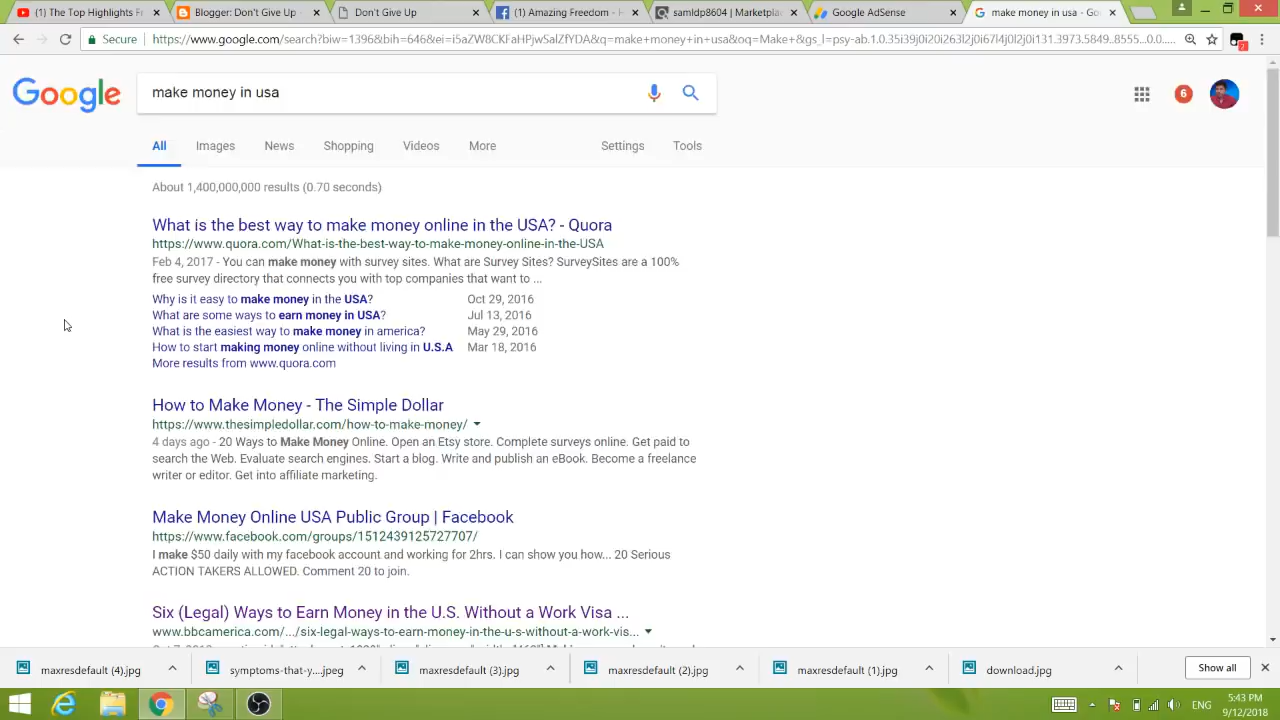 (1) The Top Highlights F
Blogger: Don't Give Up -
Don't Give Up
(1) Amazing Freedom - H
samldp8604 | Marketplac
Google AdSense
make money in usa - Goo
Secure
https://www.google.com/search?biw=1396&bih=646&ei=i5aZW8CKFaHPjwSalZfYDA&q=make+money+in+usa&oq=Make+&gs_l=psy-ab.1.0.35i39j0i20i263l2j0i67l4j0l2j0i131.3973.5849..8555...0.0....
2
Google
make money in usa
6
All Images News Shopping Videos More Settings Tools
About 1,400,000,000 results (0.70 seconds)
What is the best way to make money online in the USA? - Quora
https://www.quora.com/What-is-the-best-way-to-make-money-online-in-the-USA
Feb 4, 2017 - You can make money with survey sites. What are Survey Sites? SurveySites are a 100%
free survey directory that connects you with top companies that want to ...
Why is it easy to make money in the USA? Oct 29, 2016
What are some ways to earn money in USA? Jul 13, 2016
What is the easiest way to make money in america? May 29, 2016
How to start making money online without living in U.S.A Mar 18, 2016
More results from www.quora.com
How to Make Money - The Simple Dollar
https://www.thesimpledollar.com/how-to-make-money/
4 days ago - 20 Ways to Make Money Online. Open an Etsy store. Complete surveys online. Get paid to
search the Web. Evaluate search engines. Start a blog. Write and publish an eBook. Become a freelance
writer or editor. Get into affiliate marketing.
Make Money Online USA Public Group | Facebook
https://www.facebook.com/groups/1512439125727707/
I make $50 daily with my facebook account and working for 2hrs. I can show you how... 20 Serious
ACTION TAKERS ALLOWED. Comment 20 to join.
Six (Legal) Ways to Earn Money in the U.S. Without a Work Visa ...
www.bbcamerica.com/.../six-legal-ways-to-earn-money-in-the-u-s-without-a-work-vis...
maxresdefault (4).jpg
symptoms-that-y....jpeg
maxresdefault (3).jpg
maxresdefault (2).jpg
maxresdefault (1).jpg
download.jpg
Show all
ENG
5:43 PM
9/12/2018